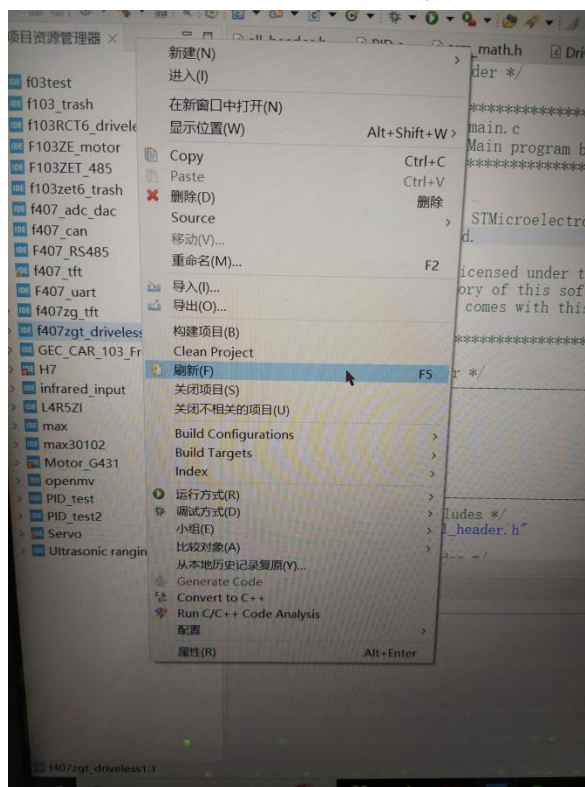 项目资源管理器
PID
_math.h
Dri
f03test
f103_trash
f103RCT6_drivele
F103ZE_motor
F103ZET_485
f103zet6_trash
f407_adc_dac
f407_can
F407_RS485
f407_tft
F407_uart
f407zg_tft
f407zgt_driveless
GEC_CAR_103_Fr
H7
infrared_input
L4R5ZI
max
max30102
Motor_G431
openmv
PID_test
PID_test2
Servo
Ultrasonic rangin
新建(N)
进入(I)
在新窗口中打开(N)
显示位置(W) Alt+Shift+W
Copy Ctrl+C
Paste Ctrl+V
删除(D) 删除
Source
移动(V)...
重命名(M)... F2
导入(I)...
导出(O)...
构建项目(B)
Clean Project
刷新(F) F5
关闭项目(S)
关闭不相关的项目(U)
Build Configurations
Build Targets
Index
运行方式(R)
调试方式(D)
小组(E)
比较对象(A)
从本地历史记录复原(Y)...
Generate Code
Convert to C++
Run C/C++ Code Analysis
配置
属性(R) Alt+Enter
der */
****************
main.c
Main program b
****************
STMicroelectro
d.
icensed under t
ory of this sof
comes with this
****************
r */
ludes */
l_header.h"
f407zgt_driveless1:1